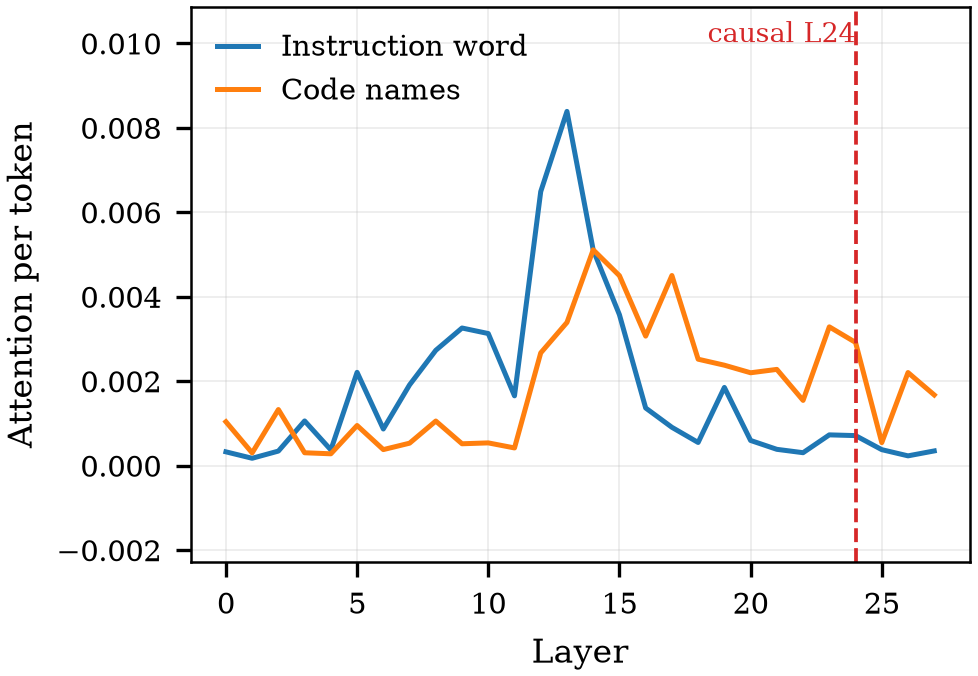 Instruction word
Code names
causal L24
Attention per token
0.010
0.008
0.006
0.004
0.002
0.000
−0.002
0 5 10 15 20 25
Layer